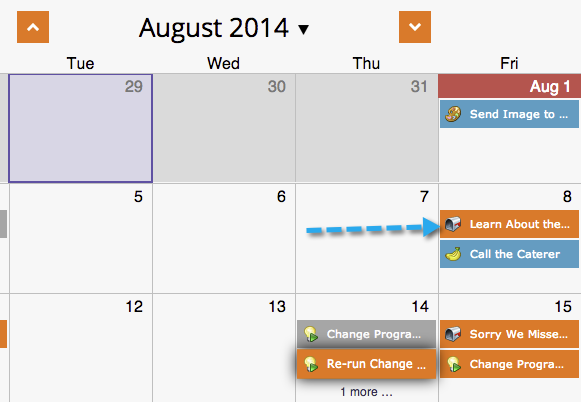 August 2014
Tue Wed Thu Fri
29 30 31 Aug 1
Send Image to ...
5 6 7 8
Learn About the...
Call the Caterer
12 13 14 15
Change Progra... Sorry We Misse...
Re-run Change ... Change Progra...
1 more ...